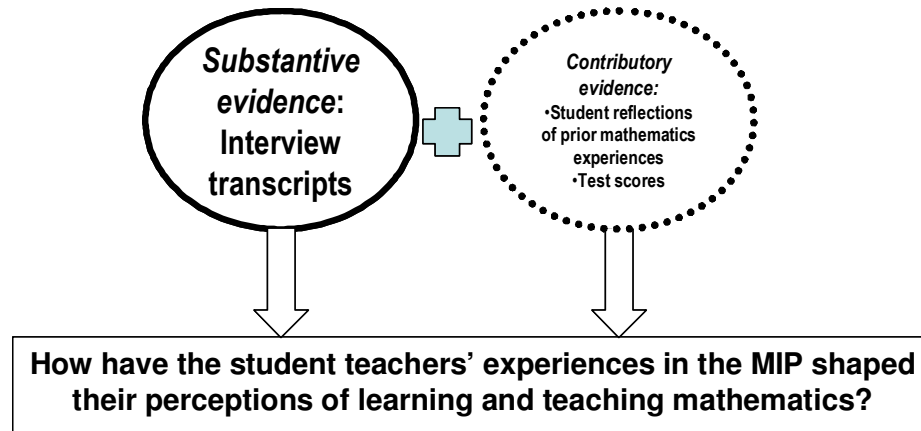 Substantive
evidence:
Interview
transcripts
Contributory
evidence:
•Student reflections
of prior mathematics
experiences
•Test scores
How have the student teachers’ experiences in the MIP shaped
their perceptions of learning and teaching mathematics?